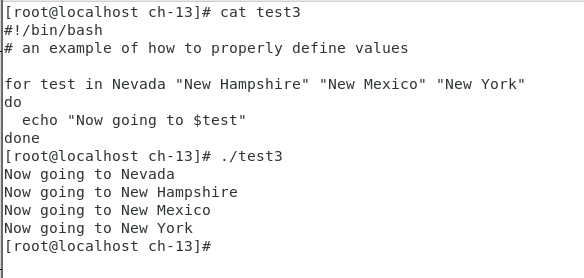 [root@localhost ch-13]# cat test3
#!/bin/bash
# an example of how to properly define values
for test in Nevada "New Hampshire" "New Mexico" "New York"
do
  echo "Now going to $test"
done
[root@localhost ch-13]# ./test3
Now going to Nevada
Now going to New Hampshire
Now going to New Mexico
Now going to New York
[root@localhost ch-13]#